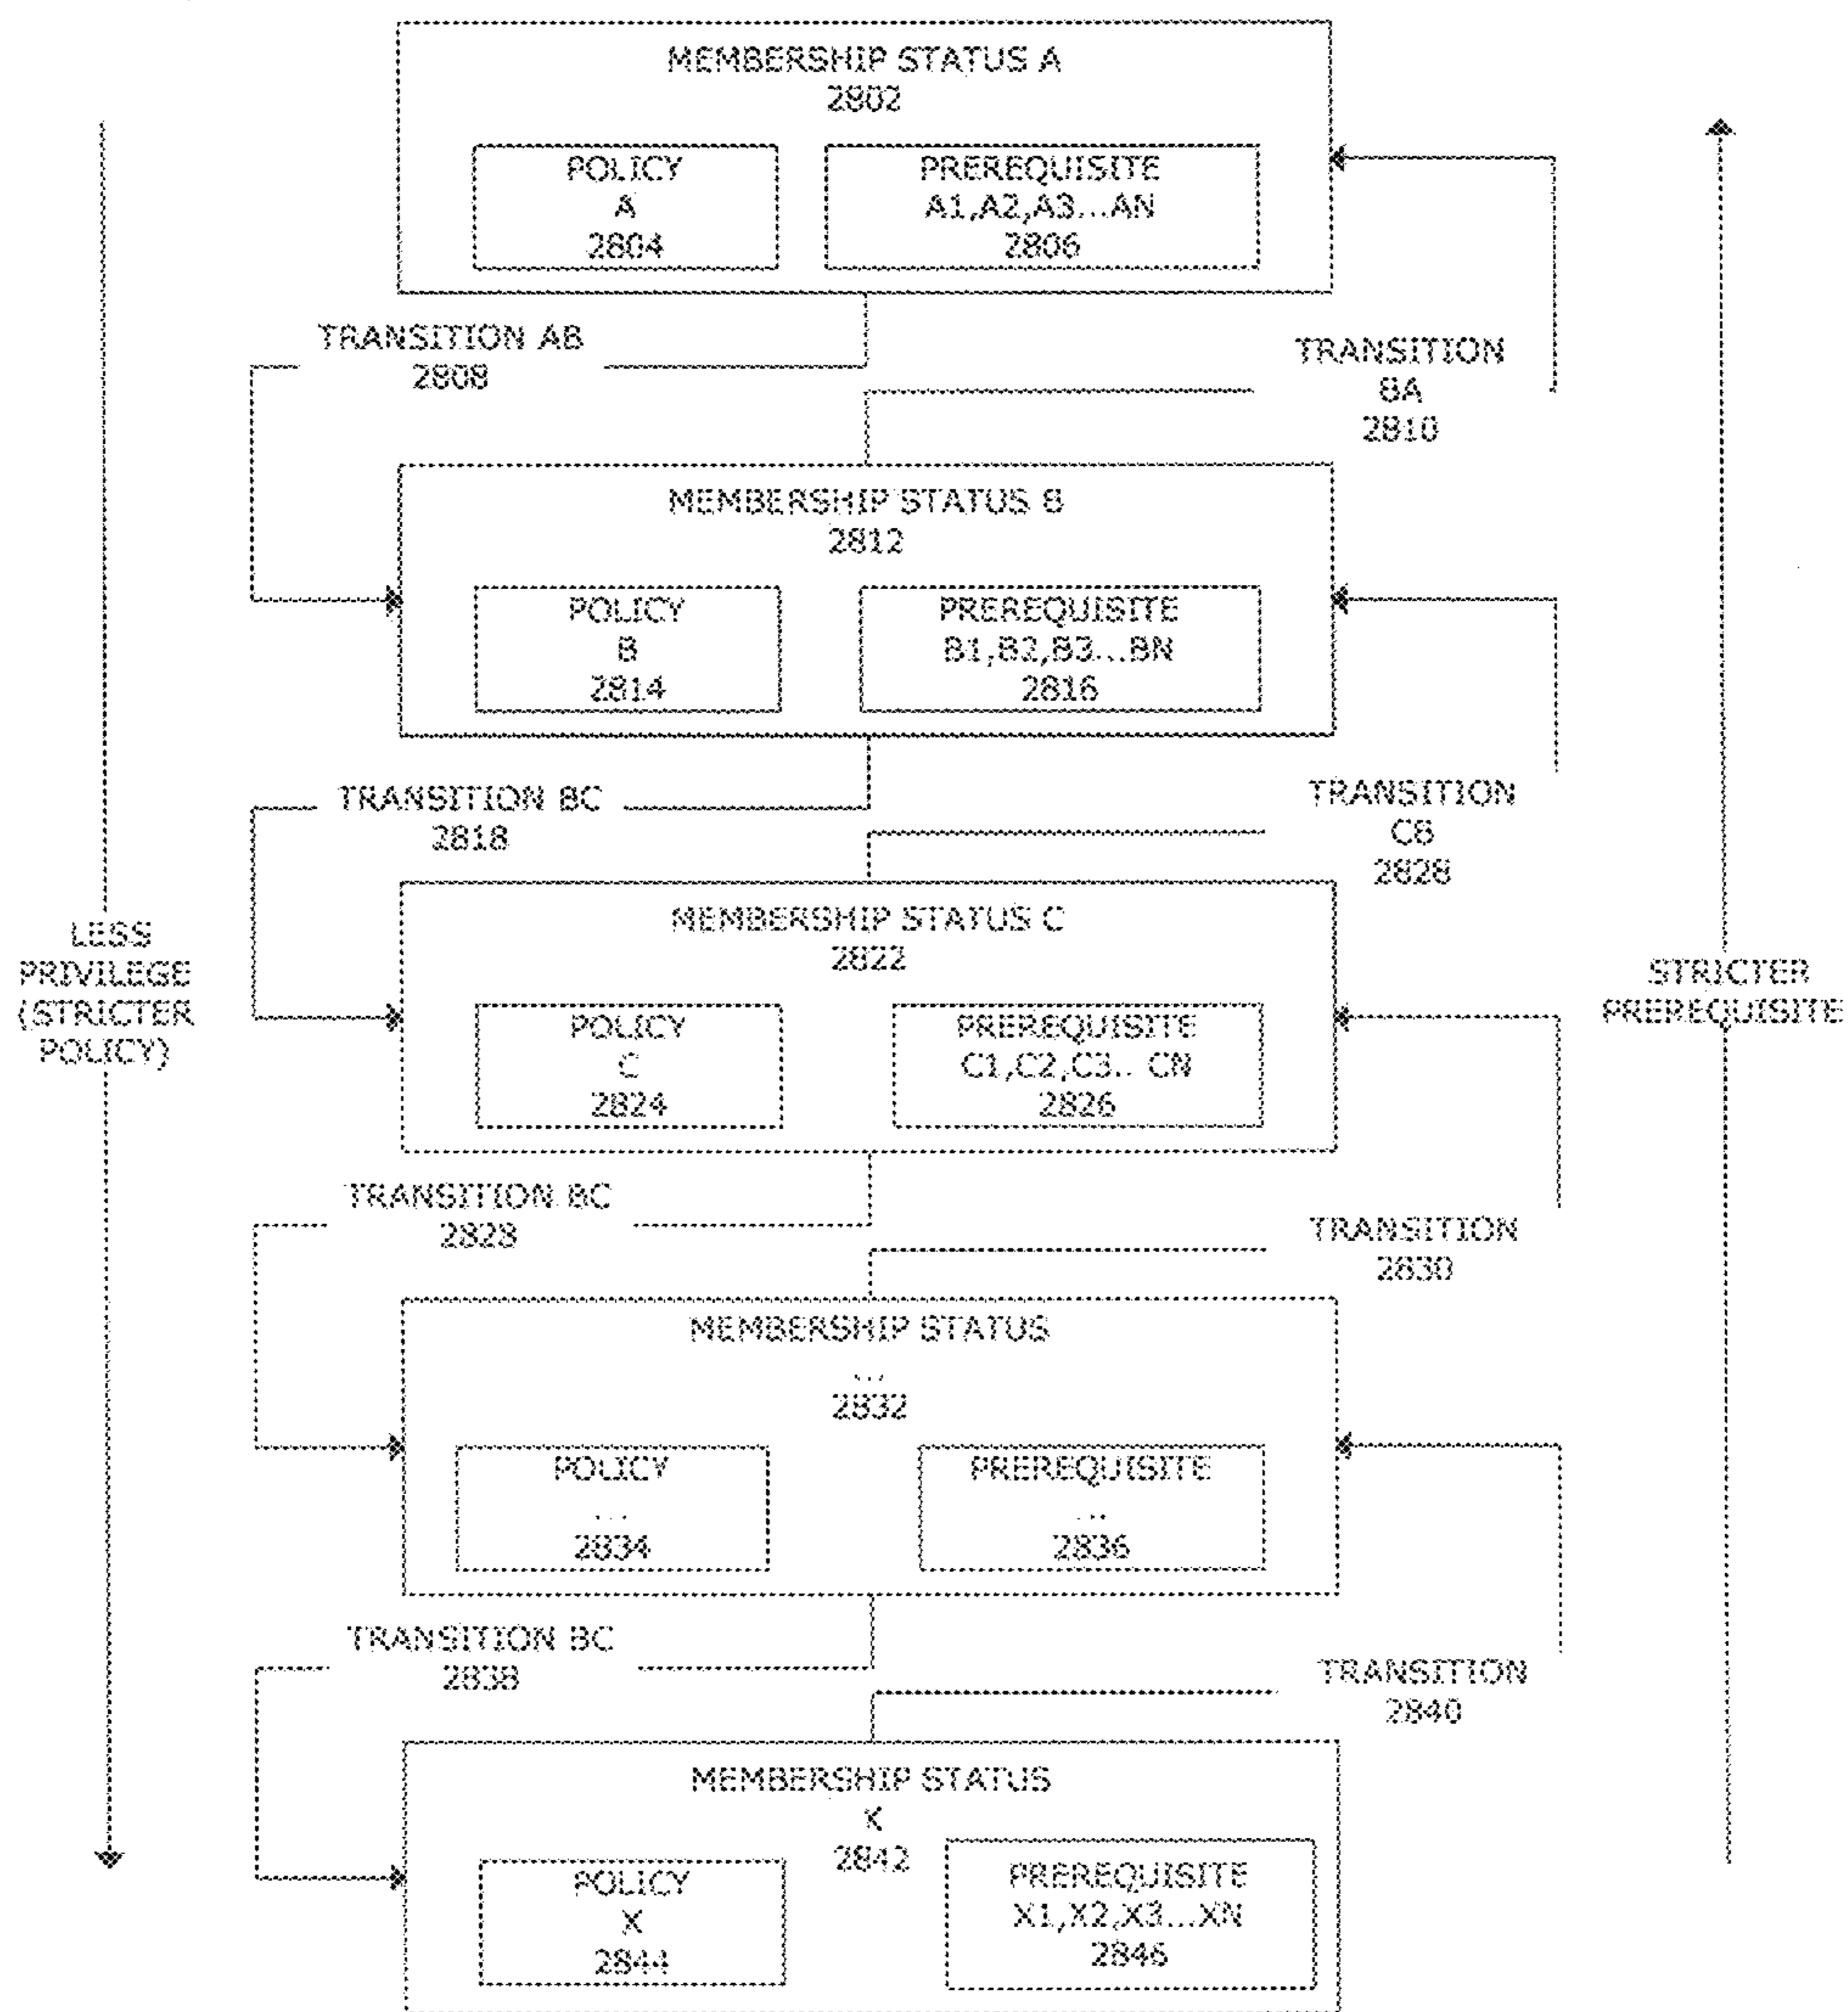 MEMBERSHIP STATUS A
2802
POLICY
A
2804
PREREQUISITE
A1,A2,A3...AN
2806
TRANSITION AB
2808
TRANSITION
BA
2810
MEMBERSHIP STATUS B
2812
POLICY
B
2814
PREREQUISITE
B1,B2,B3...BN
2816
TRANSITION BC
2818
TRANSITION
CB
2828
LESS
PRIVILEGE
(STRICTER
POLICY)
MEMBERSHIP STATUS C
2822
POLICY
C
2824
PREREQUISITE
C1,C2,C3.. CN
2826
STRICTER
PREREQUISITE
TRANSITION BC
2828
TRANSITION
2830
MEMBERSHIP STATUS
...
2832
POLICY
...
2834
PREREQUISITE
...
2836
TRANSITION BC
2838
TRANSITION
2840
MEMBERSHIP STATUS
K
2842
POLICY
X
2844
PREREQUISITE
X1,X2,X3...XN
2846